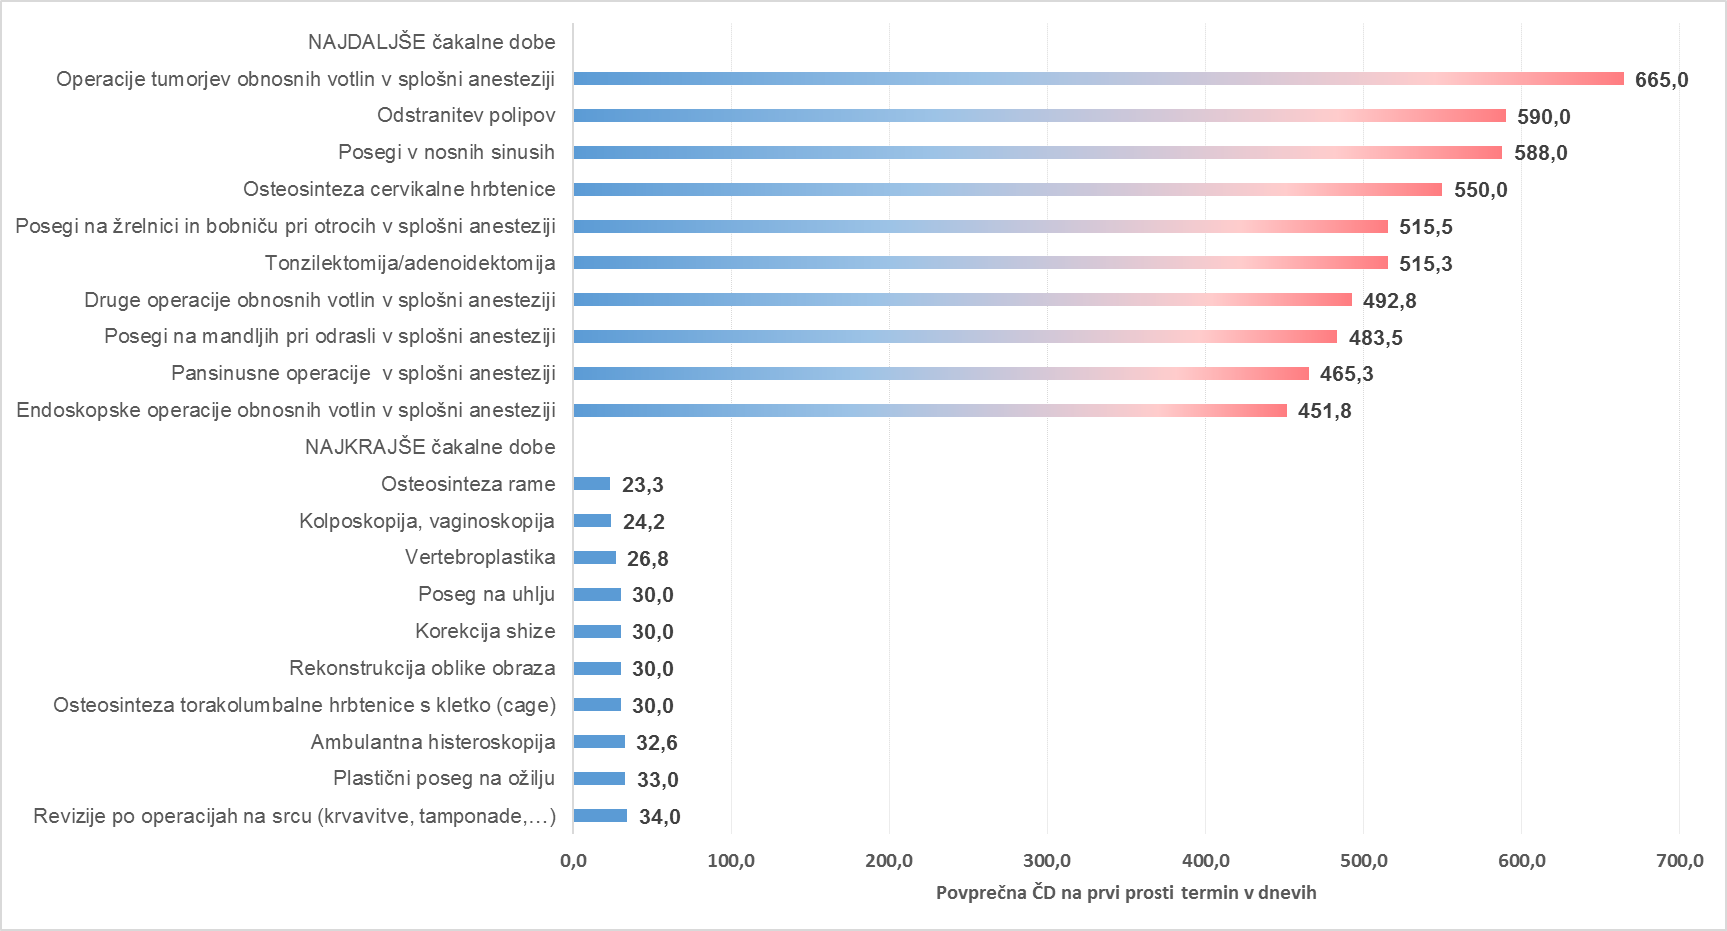 NAJDALJŠE čakalne dobe
Operacije tumorjev obnosnih votlin v splošni anesteziji 665,0
Odstranitev polipov 590,0
Posegi v nosnih sinusih 588,0
Osteosinteza cervikalne hrbtenice 550,0
Posegi na žrelnici in bobniču pri otrocih v splošni anesteziji 515,5
Tonzilektomija/adenoidektomija 515,3
Druge operacije obnosnih votlin v splošni anesteziji 492,8
Posegi na mandljih pri odrasli v splošni anesteziji 483,5
Pansinusne operacije  v splošni anesteziji 465,3
Endoskopske operacije obnosnih votlin v splošni anesteziji 451,8
NAJKRAJŠE čakalne dobe
Osteosinteza rame 23,3
Kolposkopija, vaginoskopija 24,2
Vertebroplastika 26,8
Poseg na uhlju 30,0
Korekcija shize 30,0
Rekonstrukcija oblike obraza 30,0
Osteosinteza torakolumbalne hrbtenice s kletko (cage) 30,0
Ambulantna histeroskopija 32,6
Plastični poseg na ožilju 33,0
Revizije po operacijah na srcu (krvavitve, tamponade,…) 34,0
0,0 100,0 200,0 300,0 400,0 500,0 600,0 700,0
Povprečna ČD na prvi prosti termin v dnevih